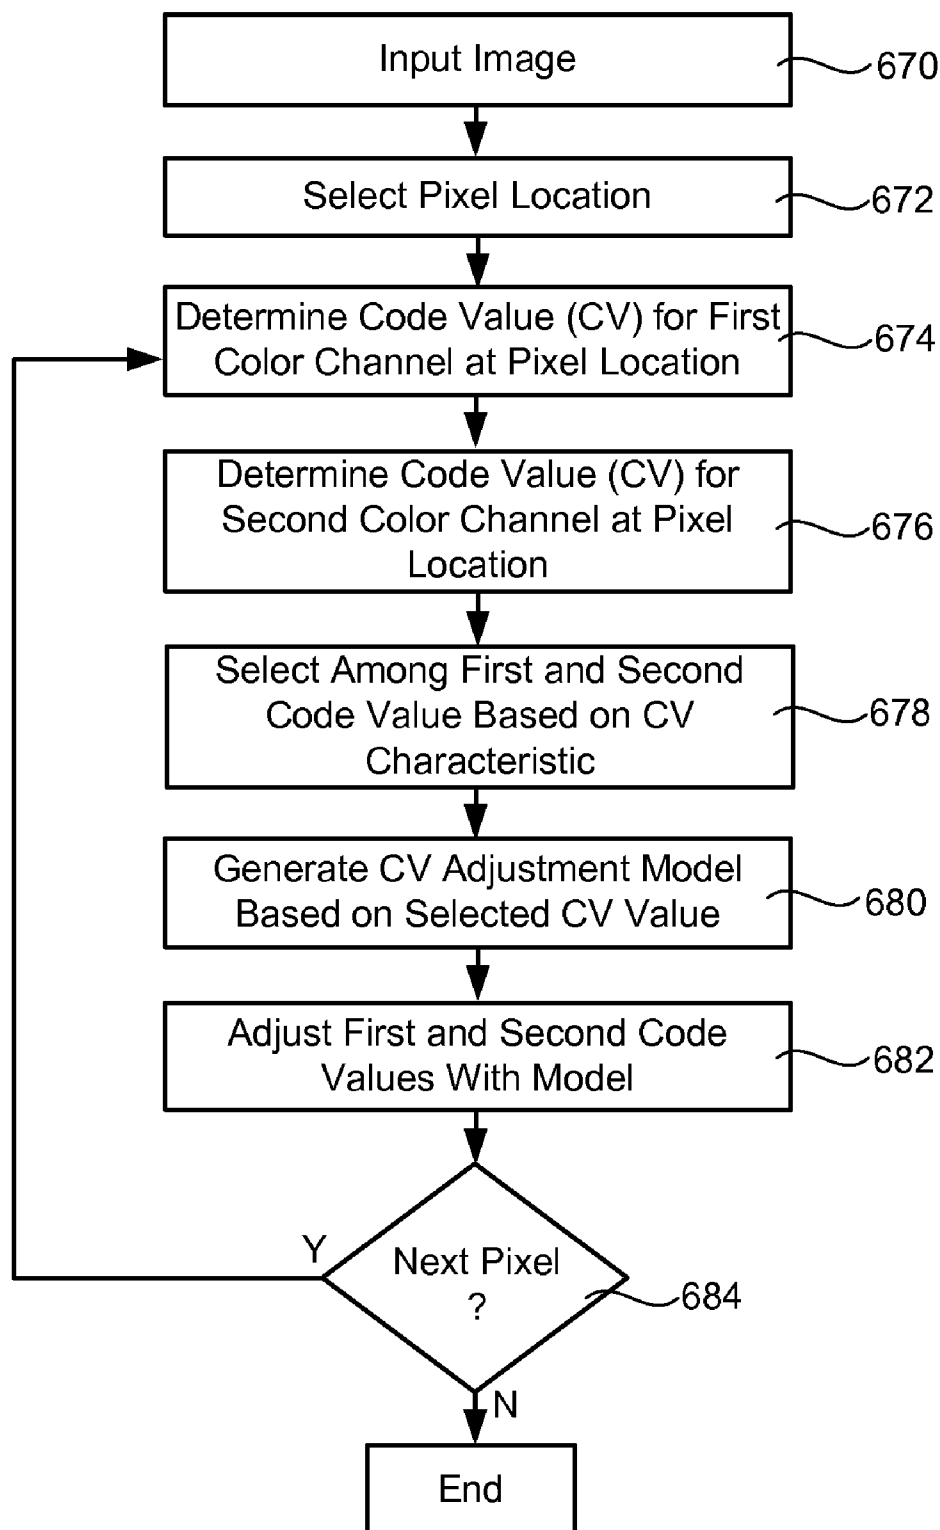 Input Image
670
Select Pixel Location
672
Determine Code Value (CV) for First
Color Channel at Pixel Location
674
Determine Code Value (CV) for
Second Color Channel at Pixel
Location
676
Select Among First and Second
Code Value Based on CV
Characteristic
678
Generate CV Adjustment Model
Based on Selected CV Value
680
Adjust First and Second Code
Values With Model
682
Y
Next Pixel
?
684
N
End